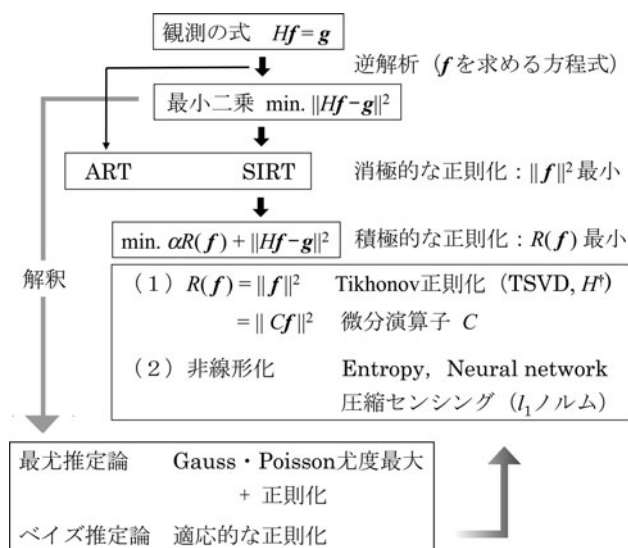 観測の式 Hf = g
逆解析（fを求める方程式）
最小二乗 min. ||Hf−g||²
ART SIRT 消極的な正則化：||f||² 最小
min. αR(f) + ||Hf−g||² 積極的な正則化：R(f) 最小
解釈
（1）R(f) = ||f||² Tikhonov正則化（TSVD, H†）
= || Cf||² 微分演算子 C
（2）非線形化 Entropy, Neural network
圧縮センシング（l₁ノルム）
最尤推定論 Gauss・Poisson尤度最大
+ 正則化
ベイズ推定論 適応的な正則化